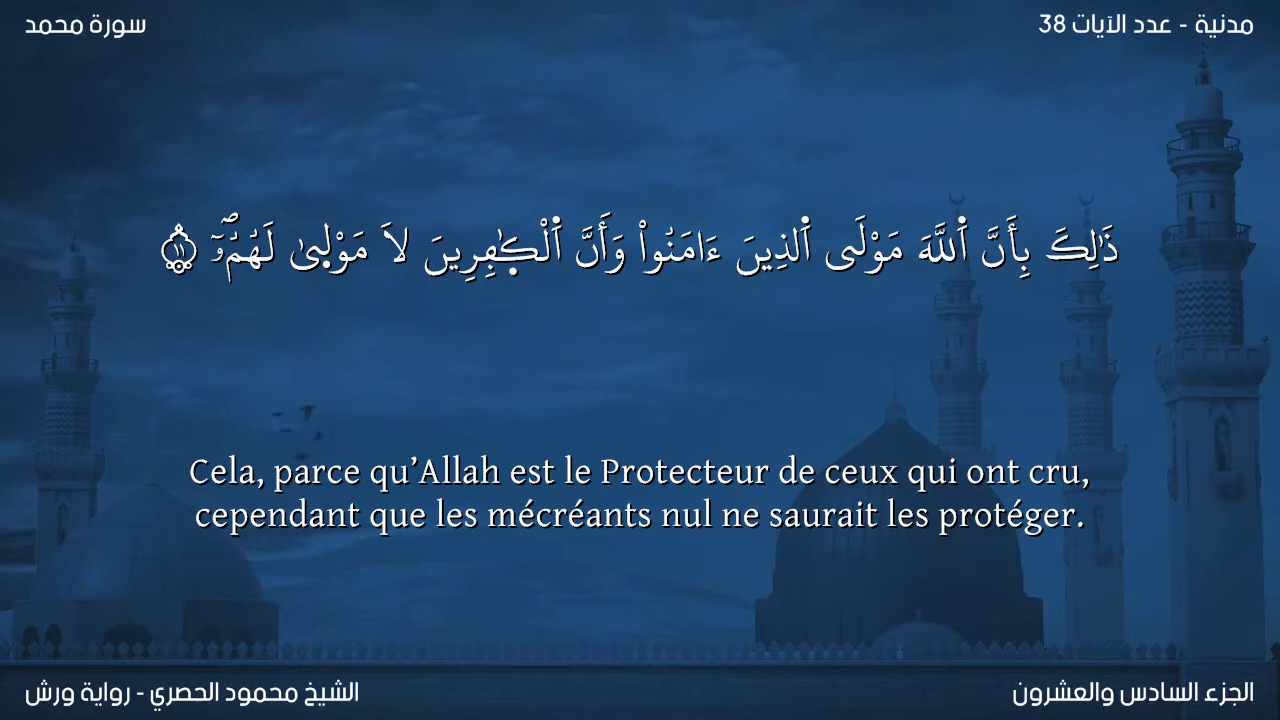 مدنية - عدد الآيات 38
سورة محمد
ذَٰلِكَ بِأَنَّ ٱللَّهَ مَوْلَى ٱلذِينَ ءَامَنُواْ وَأَنَّ ٱلْكَٰفِرِينَ لَا مَوْل۪يٰ لَهُمُۥٓۖ ١١
Cela, parce qu’Allah est le Protecteur de ceux qui ont cru,
cependant que les mécréants nul ne saurait les protéger.
الجزء السادس والعشرون
الشيخ محمود الحصري - رواية ورش